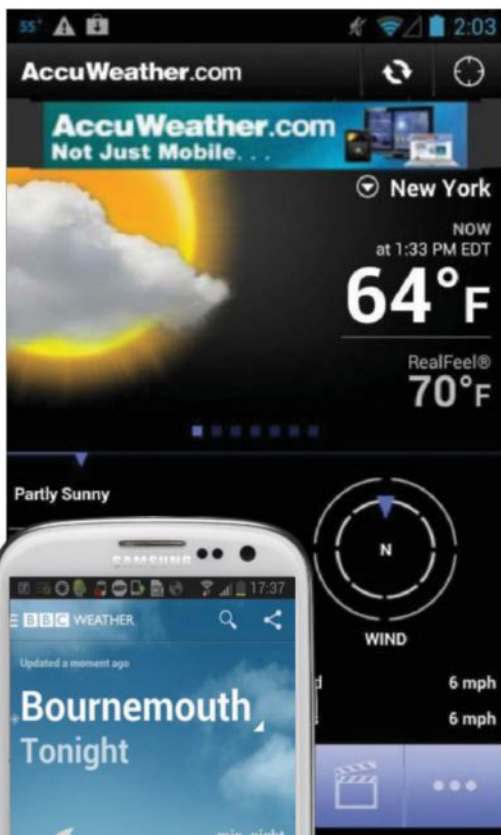 55°
2:03
AccuWeather.com
AccuWeather.com
Not Just Mobile. . .
New York
NOW
at 1:33 PM EDT
64°F
RealFeel®
70°F
Partly Sunny
N
WIND
6 mph
6 mph
SAMSUNG
17:37
BBC WEATHER
Updated a moment ago
Bournemouth
Tonight